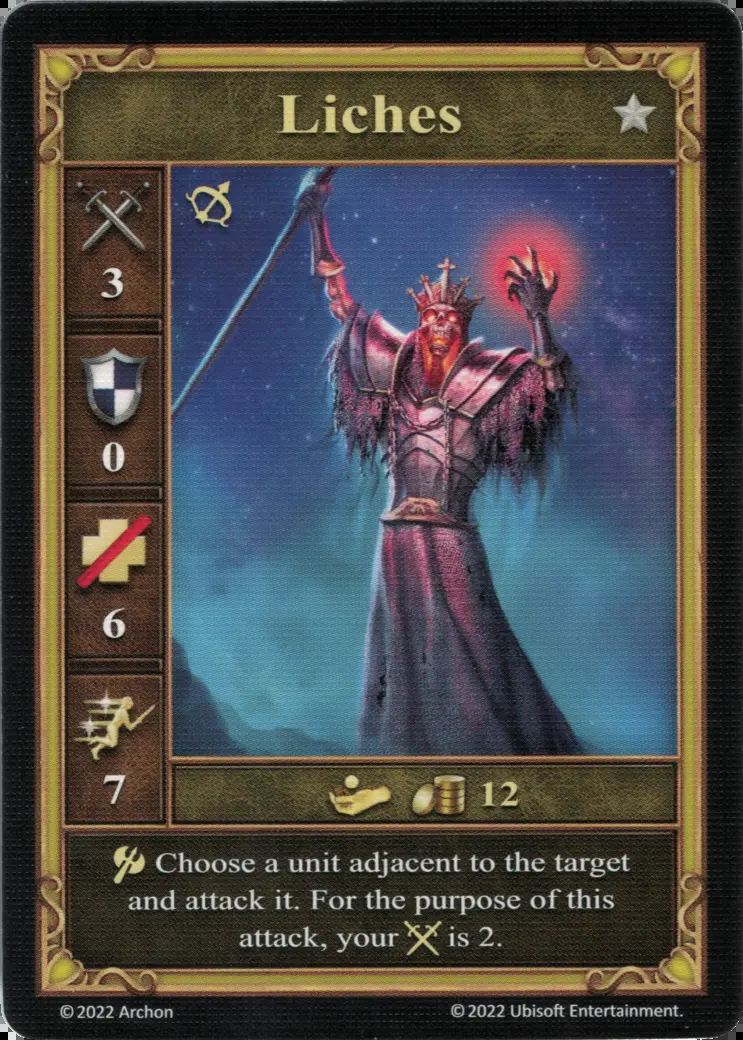 Liches
3
0
6
7
12
Choose a unit adjacent to the target
and attack it. For the purpose of this
attack, your is 2.
© 2022 Archon
© 2022 Ubisoft Entertainment.